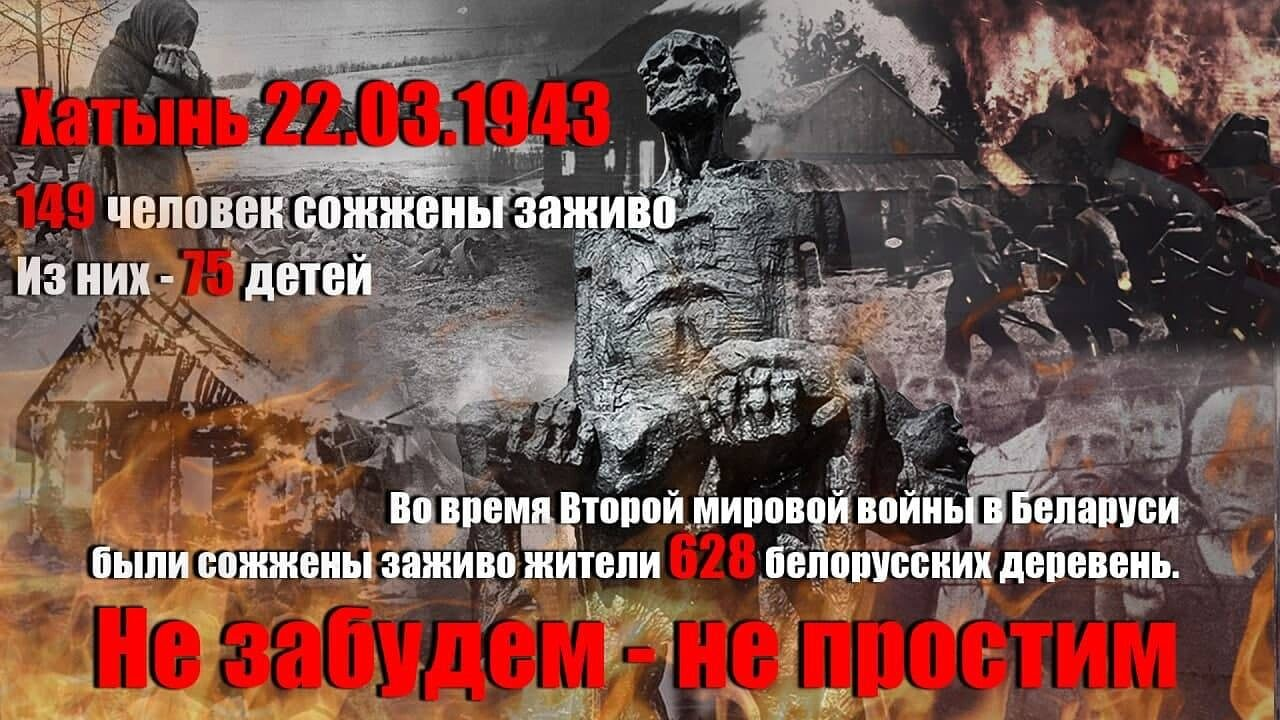 Хатынь 22.03.1943
149 человек сожжены заживо
Из них - 75 детей
Во время Второй мировой войны в Беларуси
были сожжены заживо жители 628 белорусских деревень.
Не забудем - не простим